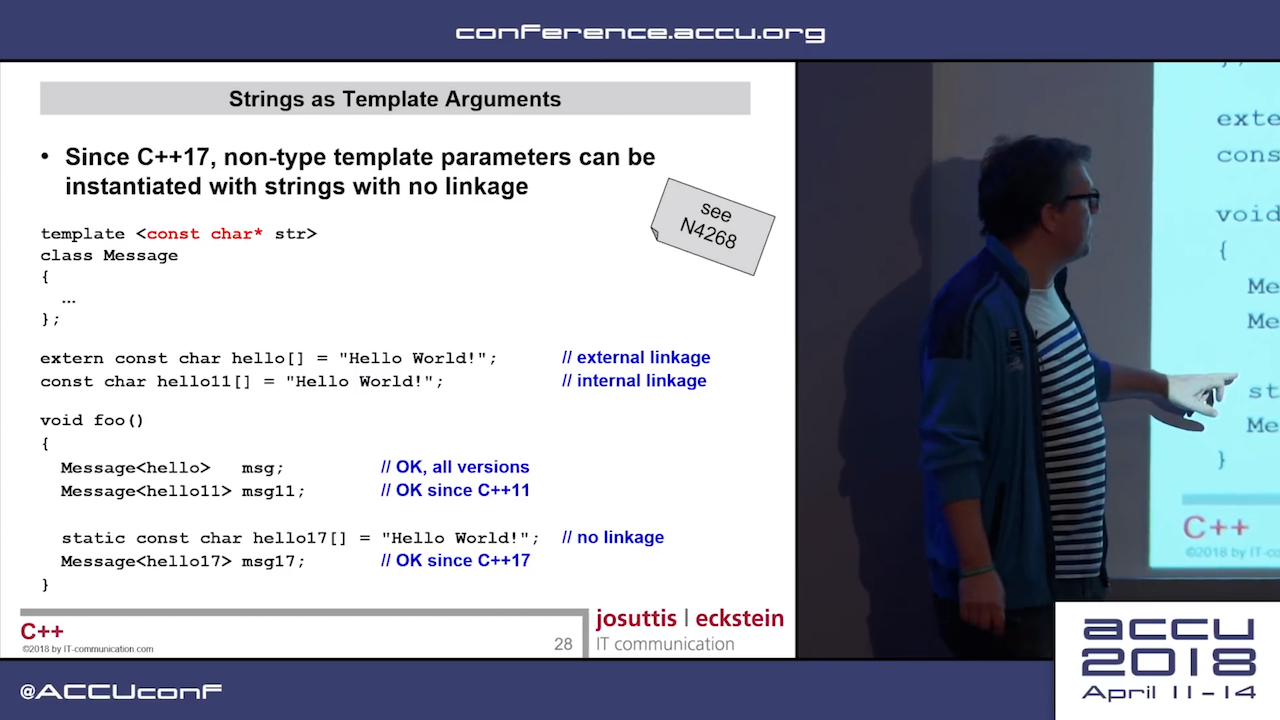 conference.accu.org
Strings as Template Arguments
• Since C++17, non-type template parameters can be
instantiated with strings with no linkage
see
N4268
template <const char* str>
class Message
{
...
};
extern const char hello[] = "Hello World!"; // external linkage
const char hello11[] = "Hello World!"; // internal linkage
void foo()
{
Message<hello> msg; // OK, all versions
Message<hello11> msg11; // OK since C++11
static const char hello17[] = "Hello World!"; // no linkage
Message<hello17> msg17; // OK since C++17
}
C++
©2018 by IT-communication.com
28
josuttis | eckstein
IT communication
};
exte
cons
void
{
Me
Me
st
Me
}
C++
©2018 by IT-co
@ACCUconf
accu
2018
April 11-14